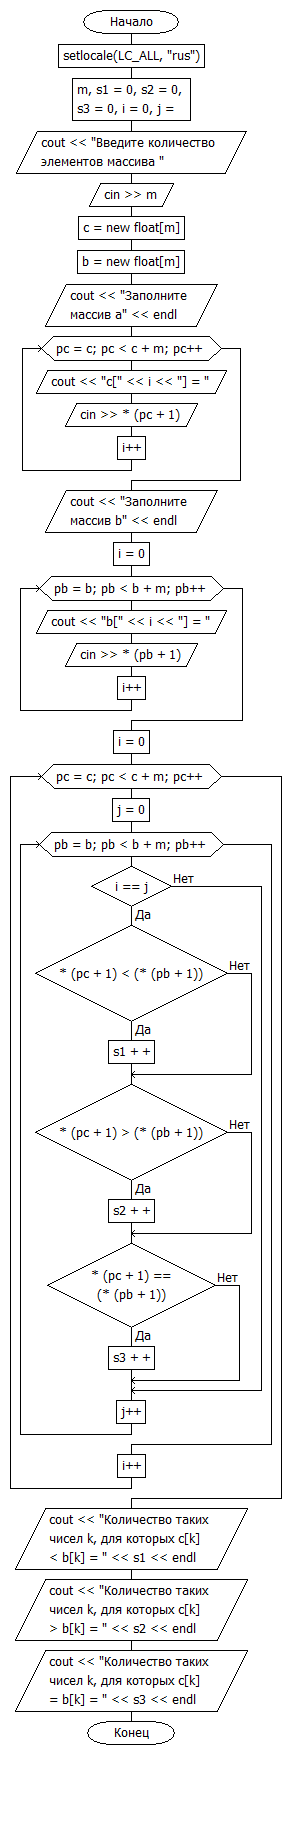 Начало
setlocale(LC_ALL, "rus")
m, s1 = 0, s2 = 0,
s3 = 0, i = 0, j =
cout << "Введите количество
элементов массива "
cin >> m
c = new float[m]
b = new float[m]
cout << "Заполните
массив a" << endl
pc = c; pc < c + m; pc++
cout << "c[" << i << "] = "
cin >> * (pc + 1)
i++
cout << "Заполните
массив b" << endl
i = 0
pb = b; pb < b + m; pb++
cout << "b[" << i << "] = "
cin >> * (pb + 1)
i++
i = 0
pc = c; pc < c + m; pc++
j = 0
pb = b; pb < b + m; pb++
i == j
Нет
Да
* (pc + 1) < (* (pb + 1))
Нет
Да
s1 + +
* (pc + 1) > (* (pb + 1))
Нет
Да
s2 + +
* (pc + 1) ==
(* (pb + 1))
Нет
Да
s3 + +
j++
i++
cout << "Количество таких
чисел k, для которых c[k]
< b[k] = " << s1 << endl
cout << "Количество таких
чисел k, для которых c[k]
> b[k] = " << s2 << endl
cout << "Количество таких
чисел k, для которых c[k]
= b[k] = " << s3 << endl
Конец